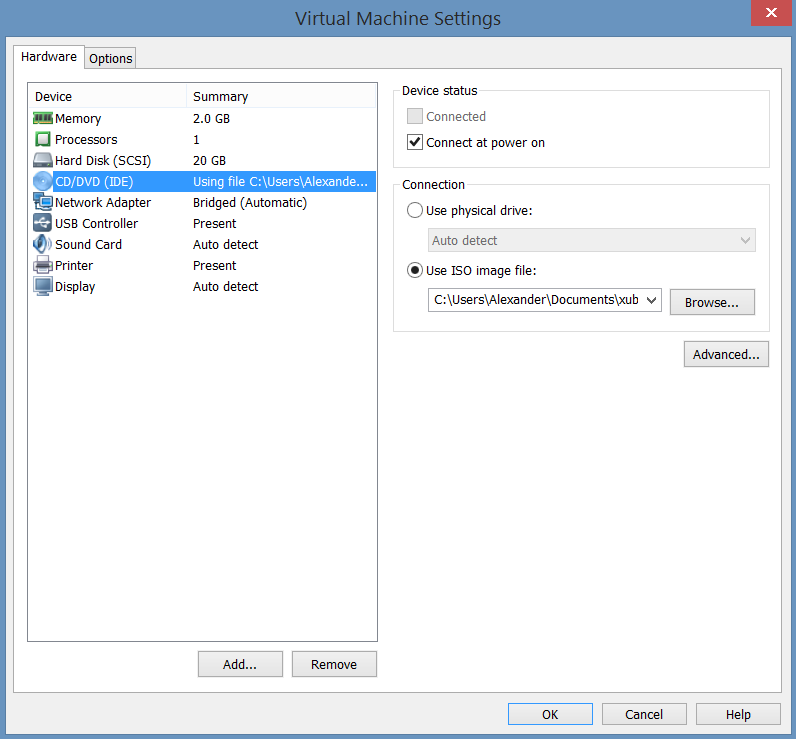 Virtual Machine Settings
Hardware Options
Device Summary
Memory 2.0 GB
Processors 1
Hard Disk (SCSI) 20 GB
CD/DVD (IDE) Using file C:\Users\Alexande...
Network Adapter Bridged (Automatic)
USB Controller Present
Sound Card Auto detect
Printer Present
Display Auto detect
Add... Remove
Device status
Connected
Connect at power on
Connection
Use physical drive:
Auto detect
Use ISO image file:
C:\Users\Alexander\Documents\xub Browse...
Advanced...
OK Cancel Help